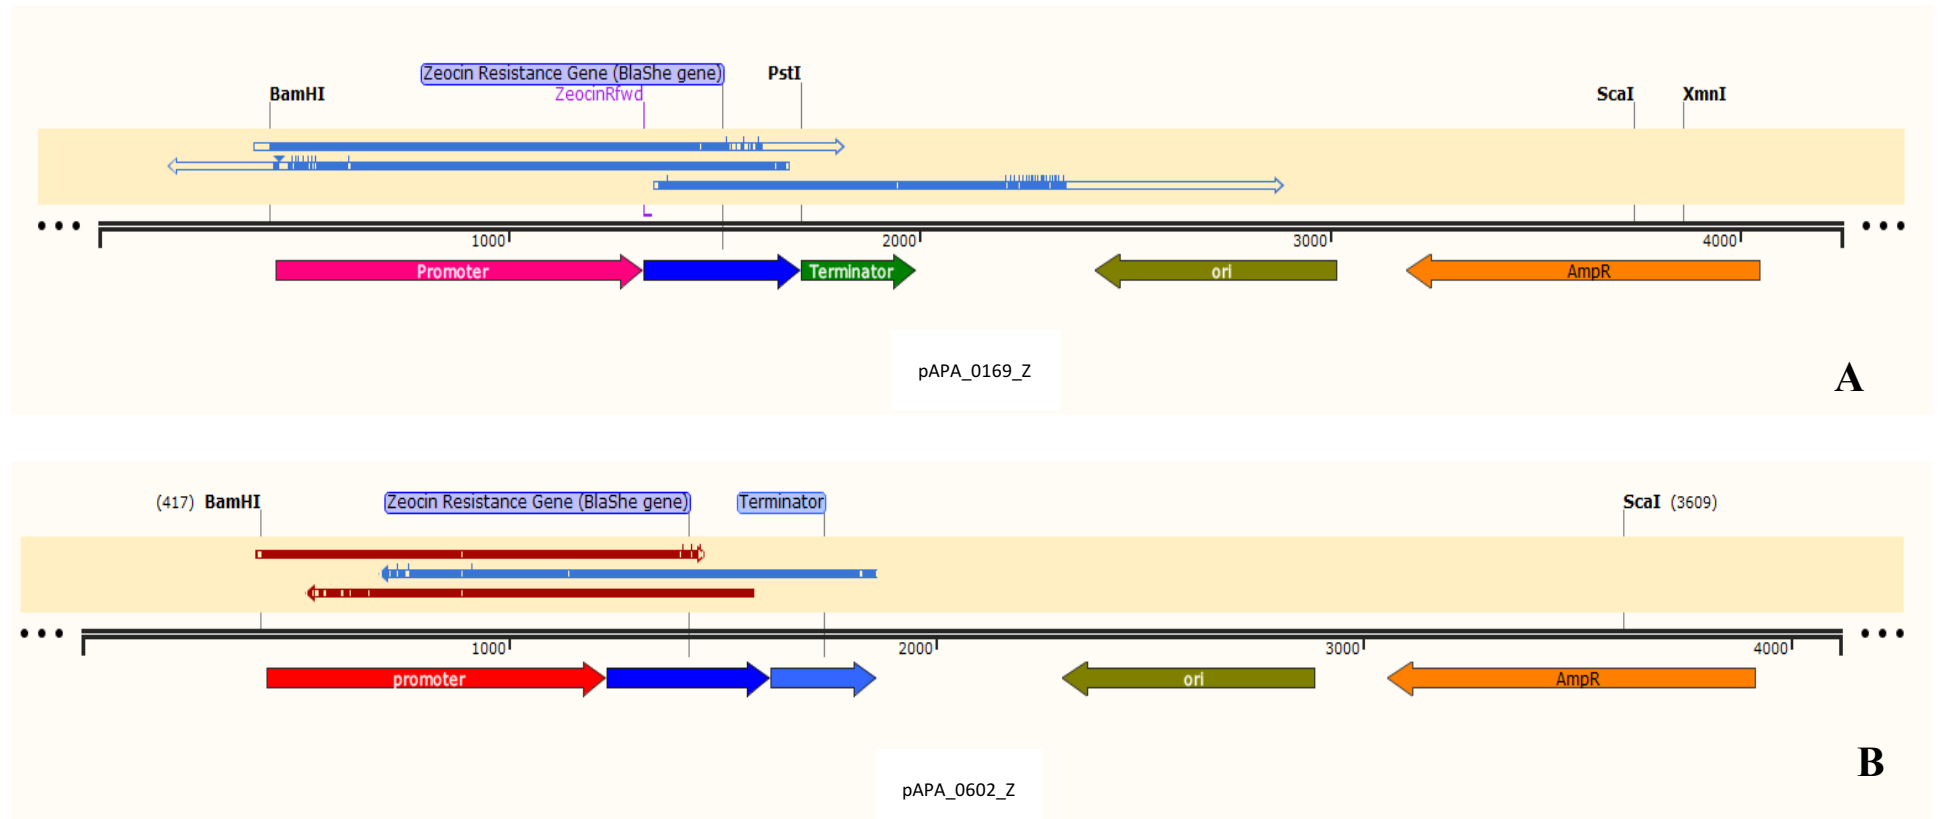 Zeocin Resistance Gene (BlaShe gene) PstI
BamHI ZeocinRfwd ScaI XmnI
1000 2000 3000 4000
Promoter Terminator ori AmpR
pAPA_0169_Z
A
(417) BamHI Zeocin Resistance Gene (BlaShe gene) Terminator ScaI (3609)
1000 2000 3000 4000
promoter ori AmpR
B
pAPA_0602_Z